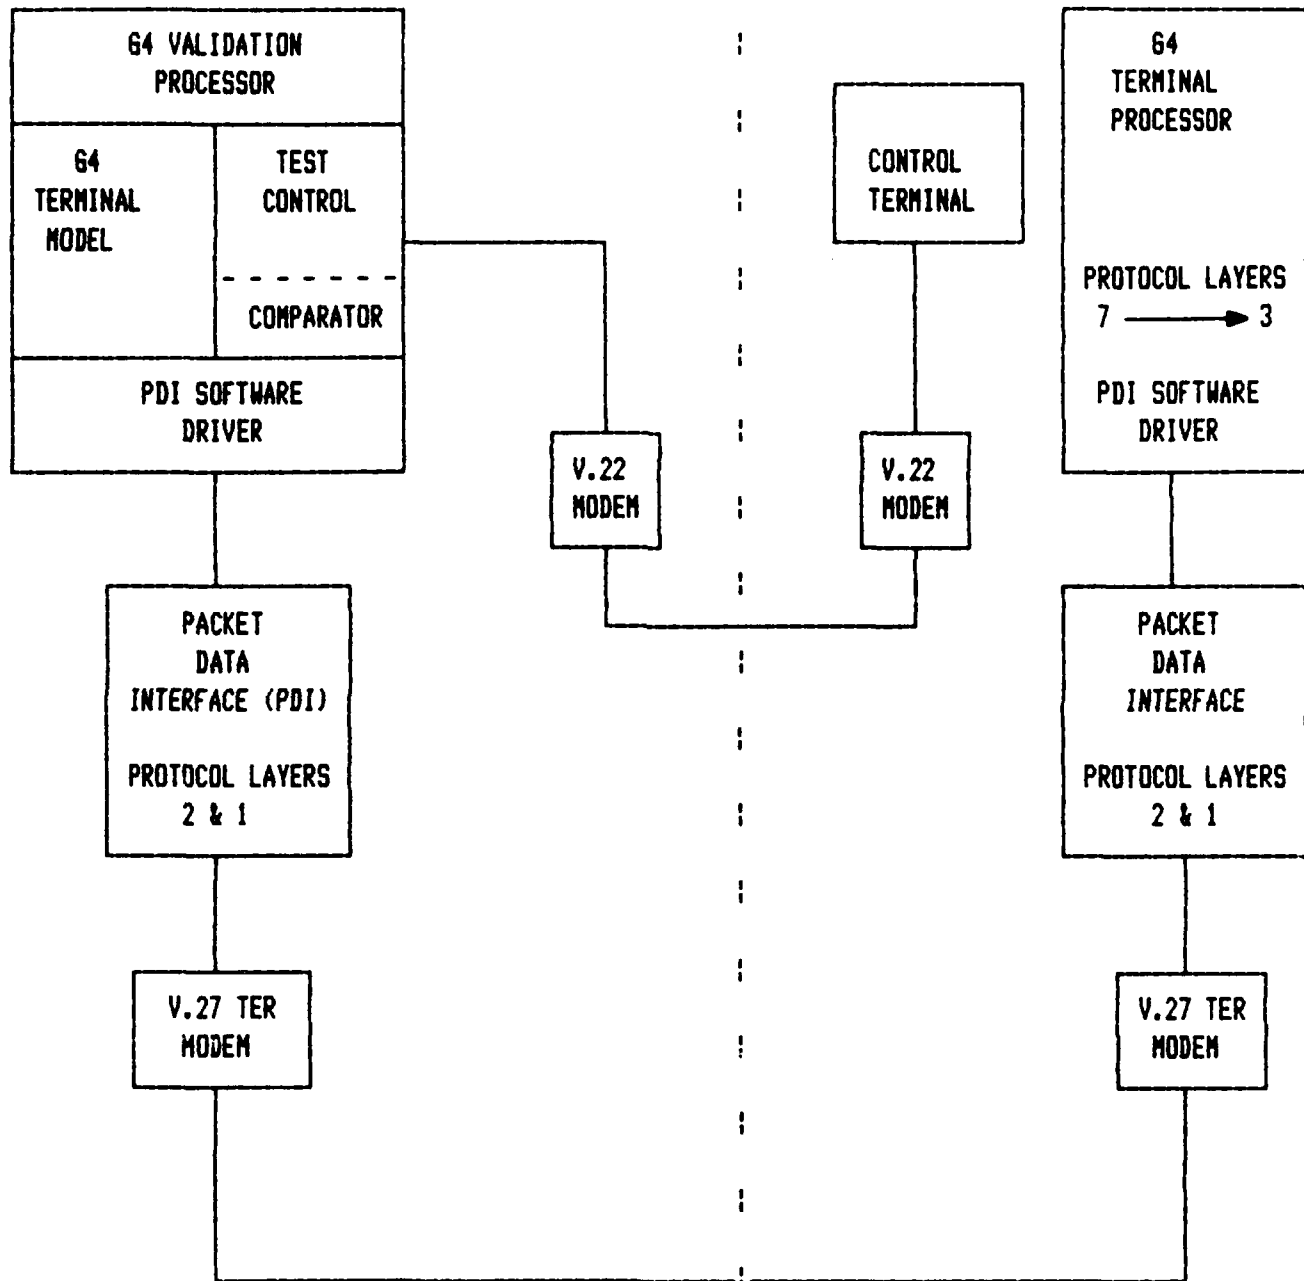 G4 VALIDATION
PROCESSOR
G4
TERMINAL
MODEL
TEST
CONTROL
COMPARATOR
PDI SOFTWARE
DRIVER
PACKET
DATA
INTERFACE (PDI)
PROTOCOL LAYERS
2 & 1
V.27 TER
MODEM
V.22
MODEM
CONTROL
TERMINAL
V.22
MODEM
G4
TERMINAL
PROCESSOR
PROTOCOL LAYERS
7 3
PDI SOFTWARE
DRIVER
PACKET
DATA
INTERFACE
PROTOCOL LAYERS
2 & 1
V.27 TER
MODEM